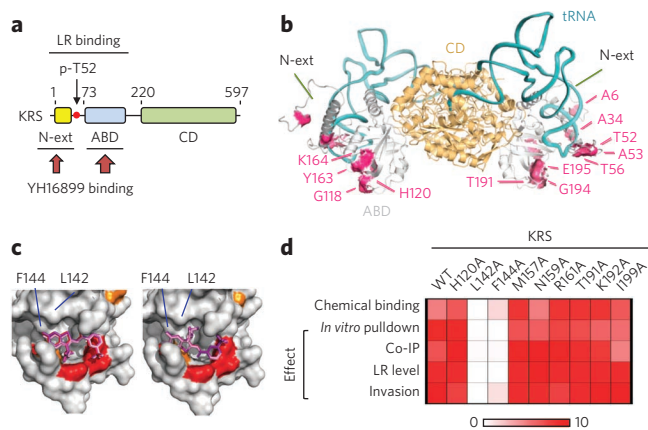 a
LR binding
p-T52
1 73 220 597
KRS
N-ext ABD CD
YH16899 binding
b
tRNA
CD
N-ext
N-ext
A6
A34
T52
A53
T56
E195
G194
T191
K164
Y163
G118
H120
ABD
c
F144 L142
F144 L142
d
KRS
WT
H120A
L142A
F144A
M157A
N159A
R161A
T191A
K192A
I199A
Chemical binding
In vitro pulldown
Co-IP
LR level
Invasion
Effect
0 10